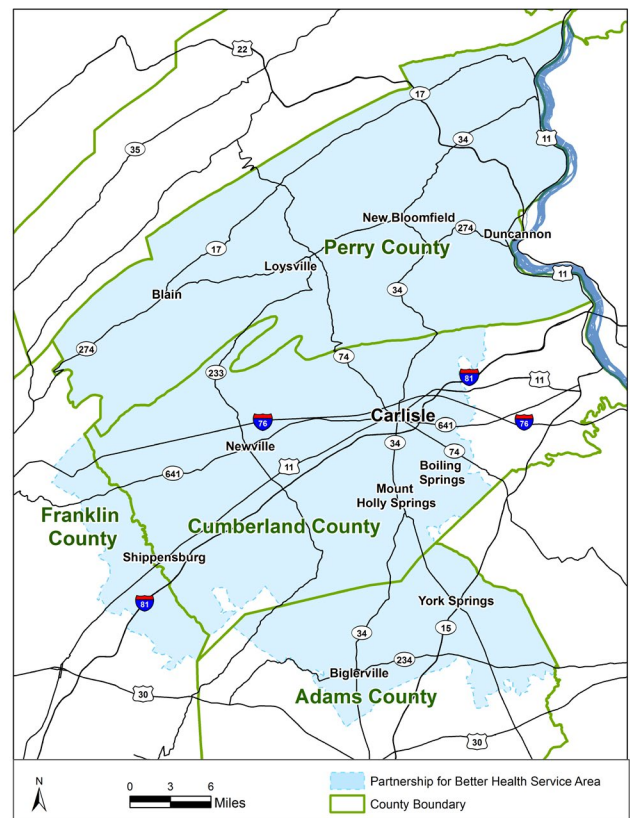 22
17
35
34
11
New Bloomfield
274
Duncannon
Perry County
17
Loysville
11
Blain
34
274
74
233
81
11
76
Carlisle
641
76
Newville
34
74
11
641
Boiling
Springs
Mount
Holly Springs
Franklin
County
Cumberland County
Shippensburg
81
York Springs
34
15
234
Biglerville
30
Adams County
30
N
0 3 6
Miles
Partnership for Better Health Service Area
County Boundary